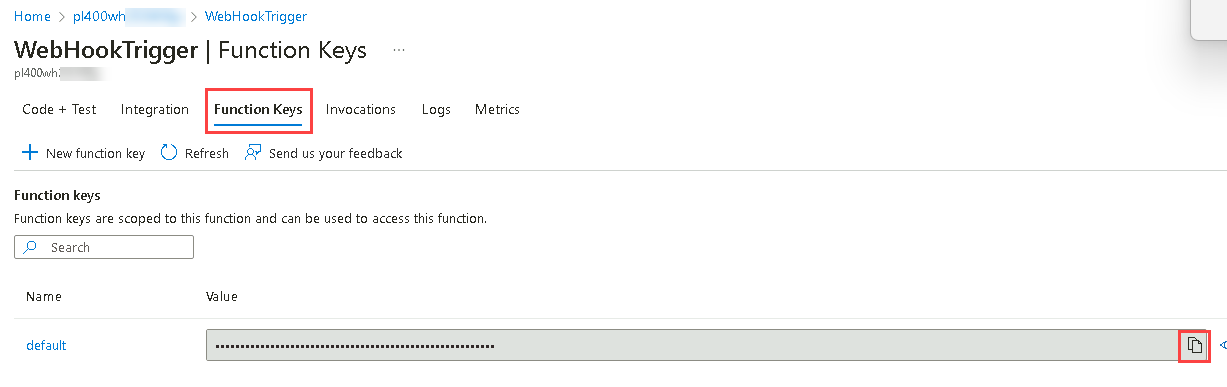 Home > pl400wh > WebHookTrigger
WebHookTrigger | Function Keys ...
pl400wh
Code + Test Integration Function Keys Invocations Logs Metrics
New function key Refresh Send us your feedback
Function keys
Function keys are scoped to this function and can be used to access this function.
Search
Name Value
default ••••••••••••••••••••••••••••••••••••••••••••••••••••••••